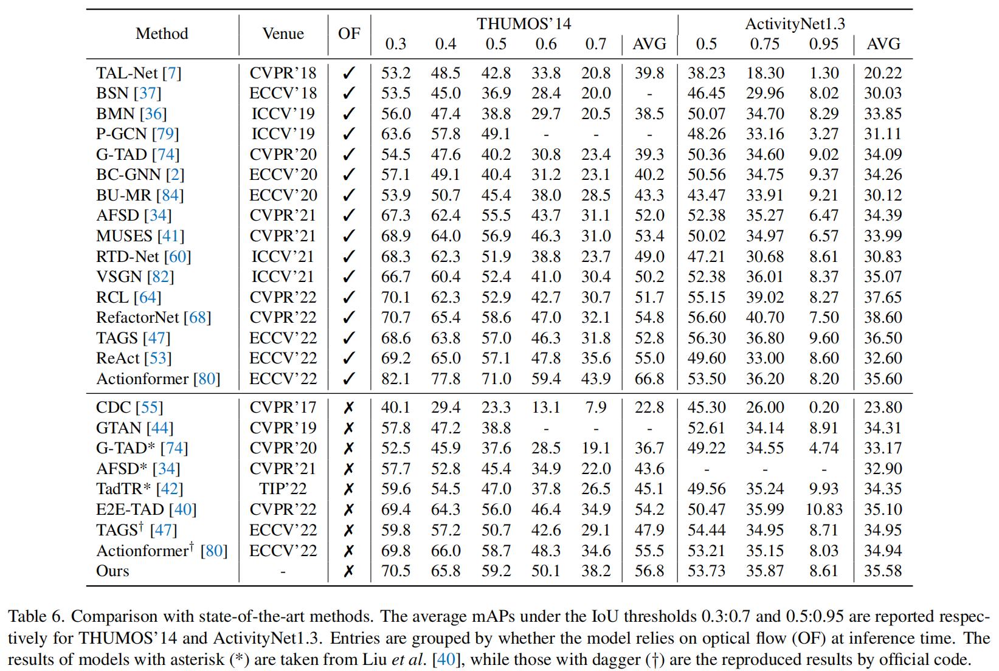 Method Venue OF THUMOS'14 ActivityNet1.3
0.3 0.4 0.5 0.6 0.7 AVG 0.5 0.75 0.95 AVG
TAL-Net [7] CVPR'18 ✓ 53.2 48.5 42.8 33.8 20.8 39.8 38.23 18.30 1.30 20.22
BSN [37] ECCV'18 ✓ 53.5 45.0 36.9 28.4 20.0 - 46.45 29.96 8.02 30.03
BMN [36] ICCV'19 ✓ 56.0 47.4 38.8 29.7 20.5 38.5 50.07 34.70 8.29 33.85
P-GCN [79] ICCV'19 ✓ 63.6 57.8 49.1 - - - 48.26 33.16 3.27 31.11
G-TAD [74] CVPR'20 ✓ 54.5 47.6 40.2 30.8 23.4 39.3 50.36 34.60 9.02 34.09
BC-GNN [2] ECCV'20 ✓ 57.1 49.1 40.4 31.2 23.1 40.2 50.56 34.75 9.37 34.26
BU-MR [84] ECCV'20 ✓ 53.9 50.7 45.4 38.0 28.5 43.3 43.47 33.91 9.21 30.12
AFSD [34] CVPR'21 ✓ 67.3 62.4 55.5 43.7 31.1 52.0 52.38 35.27 6.47 34.39
MUSES [41] CVPR'21 ✓ 68.9 64.0 56.9 46.3 31.0 53.4 50.02 34.97 6.57 33.99
RTD-Net [60] ICCV'21 ✓ 68.3 62.3 51.9 38.8 23.7 49.0 47.21 30.68 8.61 30.83
VSGN [82] ICCV'21 ✓ 66.7 60.4 52.4 41.0 30.4 50.2 52.38 36.01 8.37 35.07
RCL [64] CVPR'22 ✓ 70.1 62.3 52.9 42.7 30.7 51.7 55.15 39.02 8.27 37.65
RefactorNet [68] CVPR'22 ✓ 70.7 65.4 58.6 47.0 32.1 54.8 56.60 40.70 7.50 38.60
TAGS [47] ECCV'22 ✓ 68.6 63.8 57.0 46.3 31.8 52.8 56.30 36.80 9.60 36.50
ReAct [53] ECCV'22 ✓ 69.2 65.0 57.1 47.8 35.6 55.0 49.60 33.00 8.60 32.60
Actionformer [80] ECCV'22 ✓ 82.1 77.8 71.0 59.4 43.9 66.8 53.50 36.20 8.20 35.60
CDC [55] CVPR'17 ✗ 40.1 29.4 23.3 13.1 7.9 22.8 45.30 26.00 0.20 23.80
GTAN [44] CVPR'19 ✗ 57.8 47.2 38.8 - - - 52.61 34.14 8.91 34.31
G-TAD* [74] CVPR'20 ✗ 52.5 45.9 37.6 28.5 19.1 36.7 49.22 34.55 4.74 33.17
AFSD* [34] CVPR'21 ✗ 57.7 52.8 45.4 34.9 22.0 43.6 - - - 32.90
TadTR* [42] TIP'22 ✗ 59.6 54.5 47.0 37.8 26.5 45.1 49.56 35.24 9.93 34.35
E2E-TAD [40] CVPR'22 ✗ 69.4 64.3 56.0 46.4 34.9 54.2 50.47 35.99 10.83 35.10
TAGS† [47] ECCV'22 ✗ 59.8 57.2 50.7 42.6 29.1 47.9 54.44 34.95 8.71 34.95
Actionformer† [80] ECCV'22 ✗ 69.8 66.0 58.7 48.3 34.6 55.5 53.21 35.15 8.03 34.94
Ours - ✗ 70.5 65.8 59.2 50.1 38.2 56.8 53.73 35.87 8.61 35.58
Table 6. Comparison with state-of-the-art methods. The average mAPs under the IoU thresholds 0.3:0.7 and 0.5:0.95 are reported respec-
tively for THUMOS'14 and ActivityNet1.3. Entries are grouped by whether the model relies on optical flow (OF) at inference time. The
results of models with asterisk (*) are taken from Liu et al. [40], while those with dagger (†) are the reproduced results by official code.